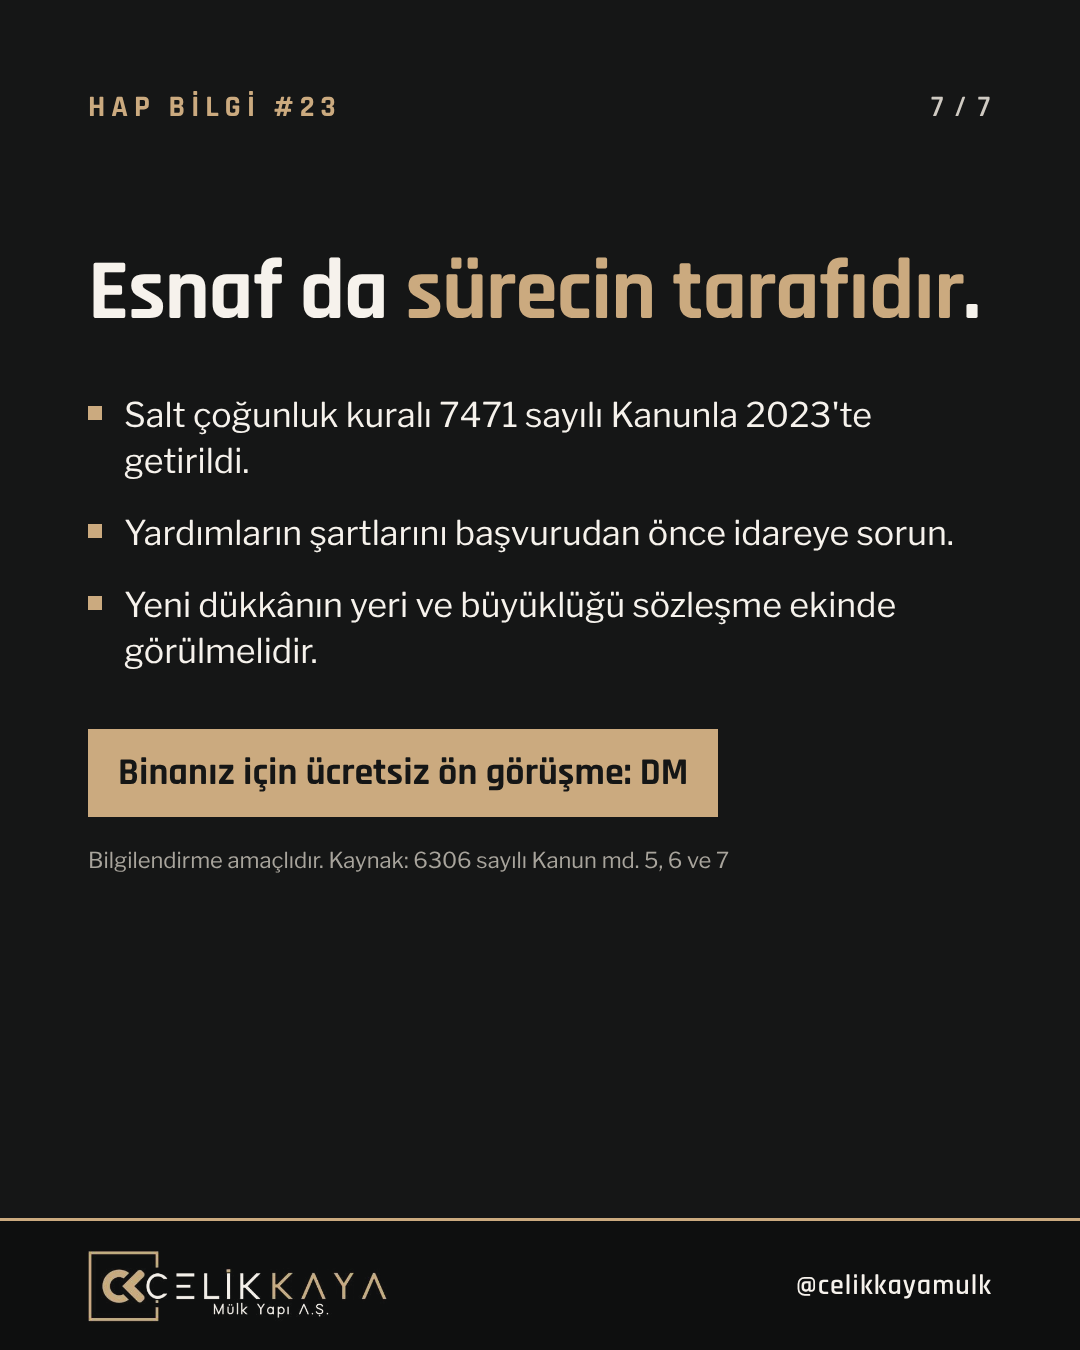 HAP BİLGİ #23
7 / 7
Esnaf da sürecin tarafıdır.
Salt çoğunluk kuralı 7471 sayılı Kanunla 2023'te
getirildi.
Yardımların şartlarını başvurudan önce idareye sorun.
Yeni dükkânın yeri ve büyüklüğü sözleşme ekinde
görülmelidir.
Binanız için ücretsiz ön görüşme: DM
Bilgilendirme amaçlıdır. Kaynak: 6306 sayılı Kanun md. 5, 6 ve 7
CK ÇELİKKAYA
Mülk Yapı A.Ş.
@celikkayamulk